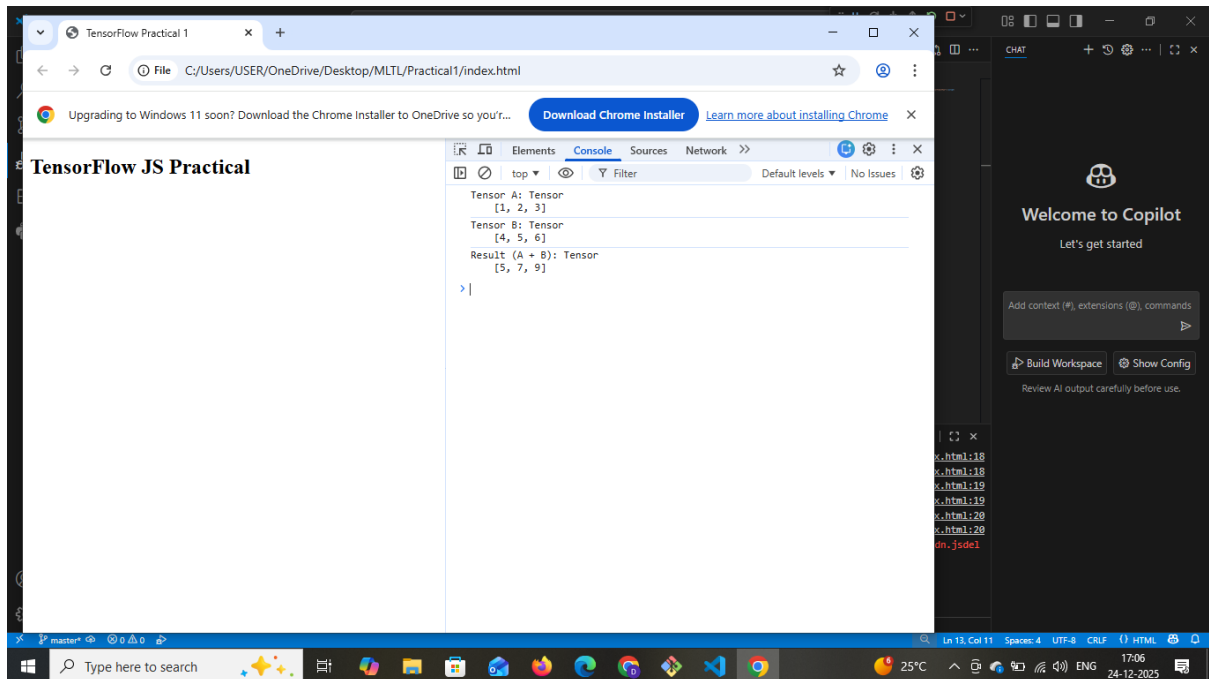 TensorFlow Practical 1
File C:/Users/USER/OneDrive/Desktop/MLTL/Practical1/index.html
Upgrading to Windows 11 soon? Download the Chrome Installer to OneDrive so you'r... Download Chrome Installer Learn more about installing Chrome
TensorFlow JS Practical
Elements Console Sources Network
top Filter Default levels No Issues
Tensor A: Tensor
[1, 2, 3]
Tensor B: Tensor
[4, 5, 6]
Result (A + B): Tensor
[5, 7, 9]
CHAT
Welcome to Copilot
Let's get started
Add context (#), extensions (@), commands
Build Workspace Show Config
Review AI output carefully before use.
x.html:18
x.html:18
x.html:19
x.html:19
x.html:20
x.html:20
dn.jsdel
master* 0 0 Ln 13, Col 11 Spaces: 4 UTF-8 CRLF {} HTML
Type here to search 25°C ENG 17:06
24-12-2025